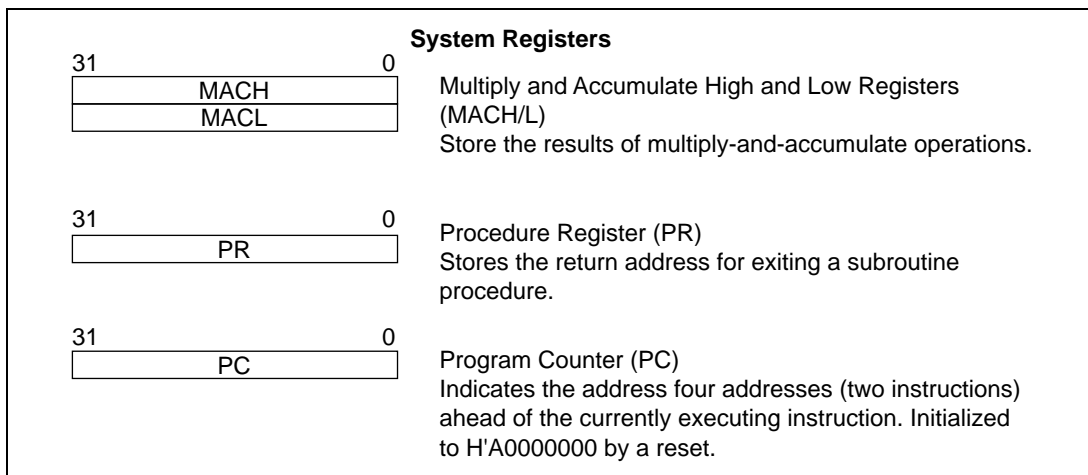 System Registers
31 0
MACH
MACL
Multiply and Accumulate High and Low Registers
(MACH/L)
Store the results of multiply-and-accumulate operations.
31 0
PR
Procedure Register (PR)
Stores the return address for exiting a subroutine
procedure.
31 0
PC
Program Counter (PC)
Indicates the address four addresses (two instructions)
ahead of the currently executing instruction. Initialized
to H'A0000000 by a reset.